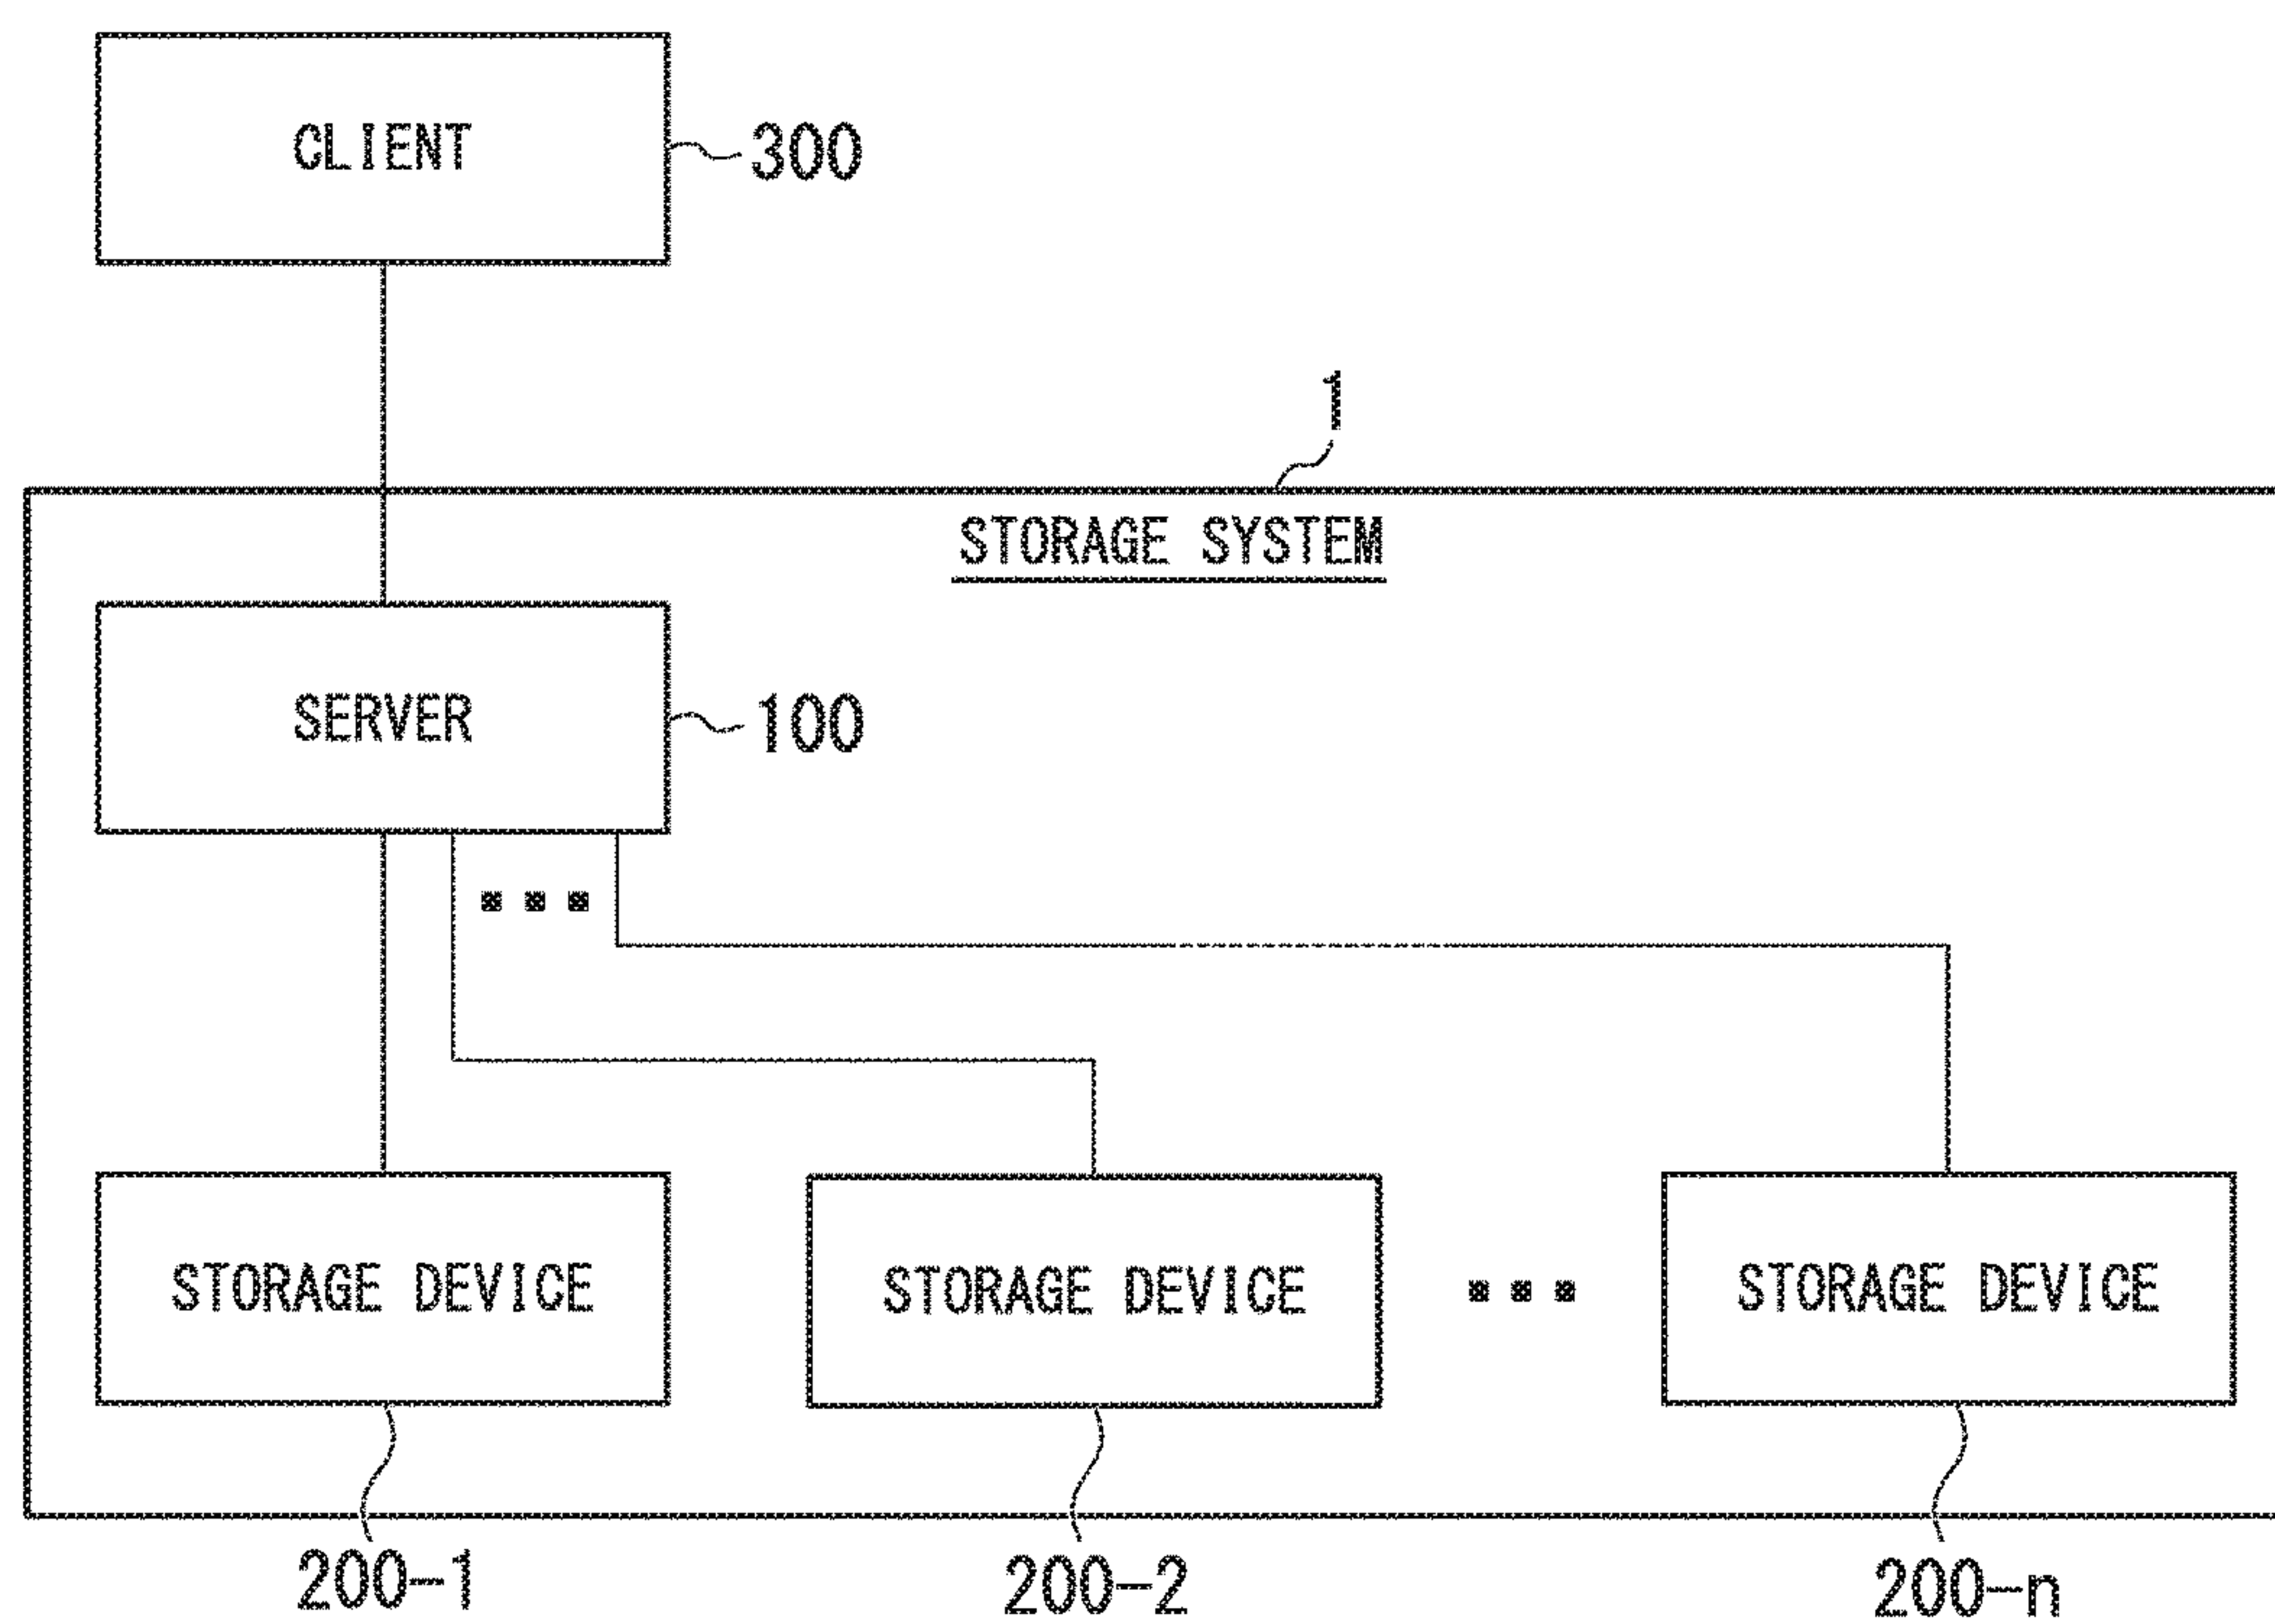 CLIENT
300
1
STORAGE SYSTEM
SERVER
100
STORAGE DEVICE
STORAGE DEVICE
STORAGE DEVICE
200-1
200-2
200-n